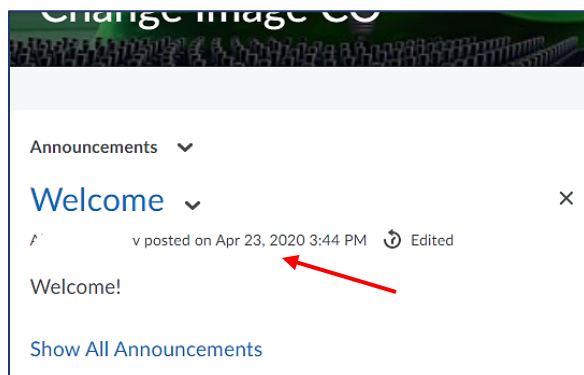 Change Image CO
Announcements
Welcome
posted on Apr 23, 2020 3:44 PM Edited
Welcome!
Show All Announcements